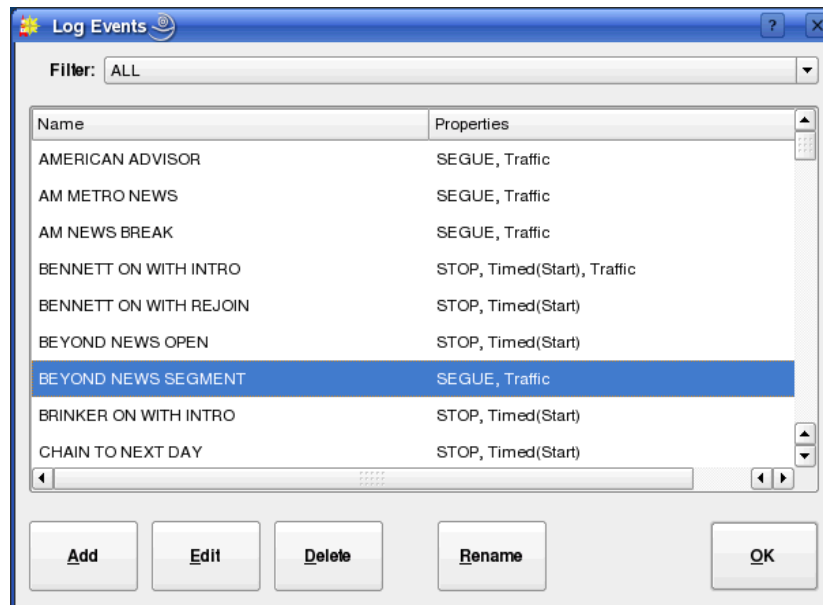 Log Events
?
X
Filter: ALL
Name Properties
AMERICAN ADVISOR SEGUE, Traffic
AM METRO NEWS SEGUE, Traffic
AM NEWS BREAK SEGUE, Traffic
BENNETT ON WITH INTRO STOP, Timed(Start), Traffic
BENNETT ON WITH REJOIN STOP, Timed(Start)
BEYOND NEWS OPEN STOP, Timed(Start)
BEYOND NEWS SEGMENT SEGUE, Traffic
BRINKER ON WITH INTRO STOP, Timed(Start)
CHAIN TO NEXT DAY STOP, Timed(Start)
Add Edit Delete Rename OK